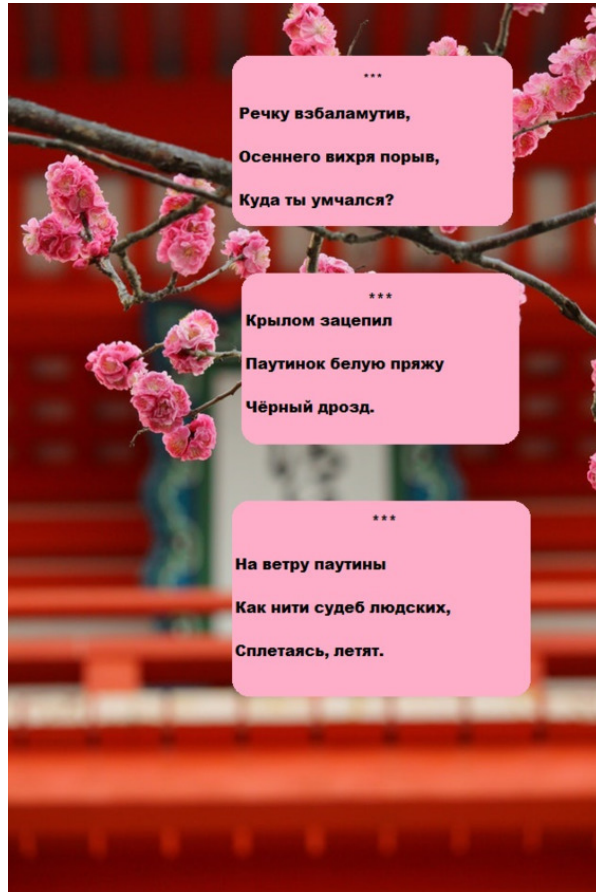 ***
Речку взбаламутив,
Осеннего вихря порыв,
Куда ты умчался?
***
Крылом зацепил
Паутинок белую пряжу
Чёрный дрозд.
***
На ветру паутины
Как нити судеб людских,
Сплетаясь, летят.